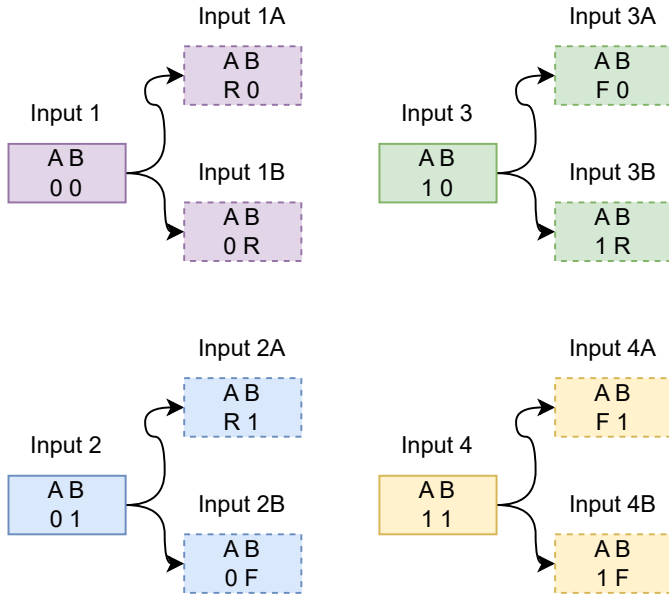 Input 1
A B
0 0
Input 1A
A B
R 0
Input 1B
A B
0 R
Input 3
A B
1 0
Input 3A
A B
F 0
Input 3B
A B
1 R
Input 2
A B
0 1
Input 2A
A B
R 1
Input 2B
A B
0 F
Input 4
A B
1 1
Input 4A
A B
F 1
Input 4B
A B
1 F